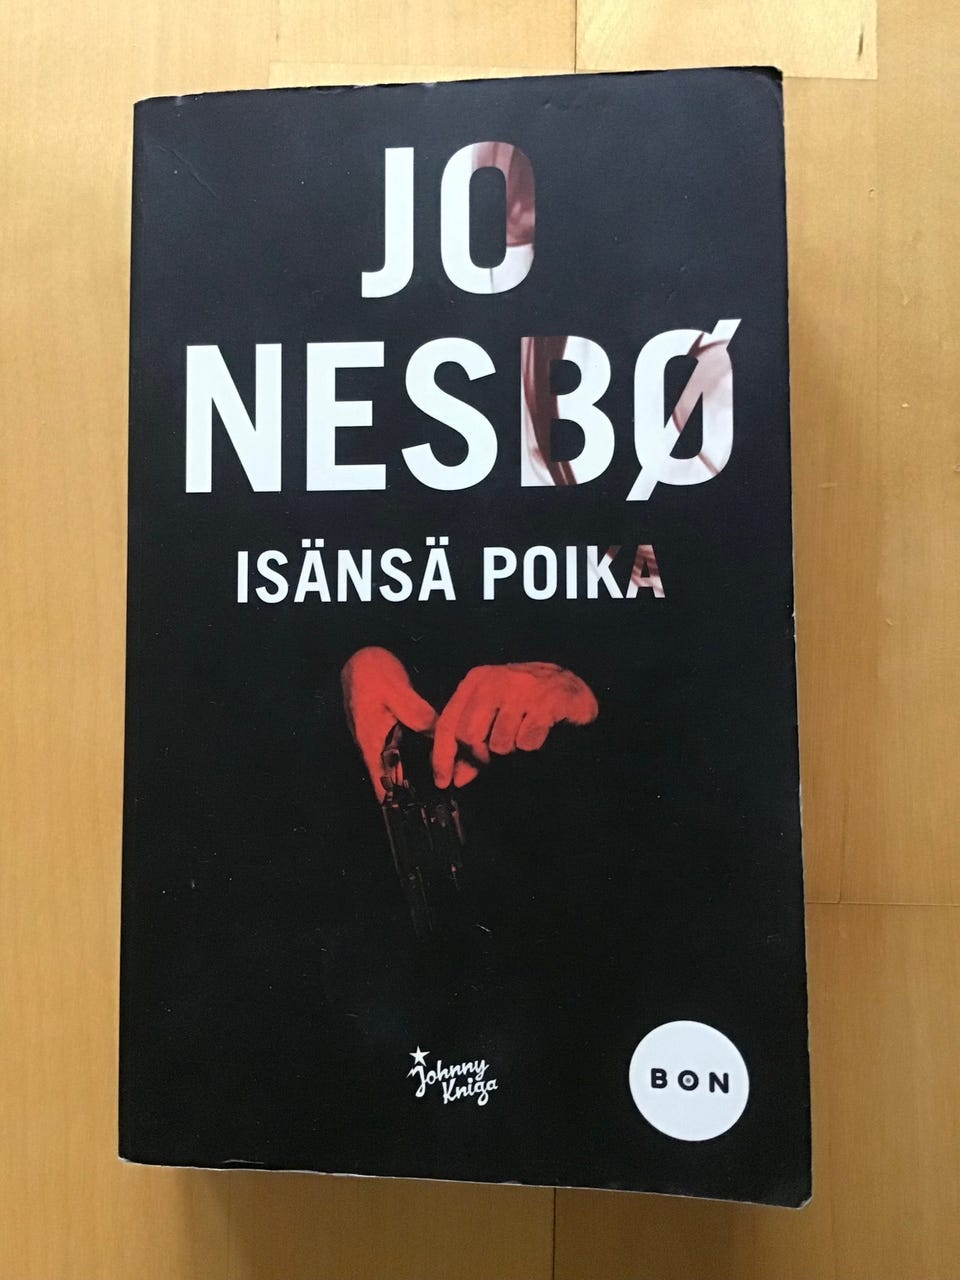 JO
NESBØ
ISÄNSÄ POIKA
Johnny
Kniga
BON